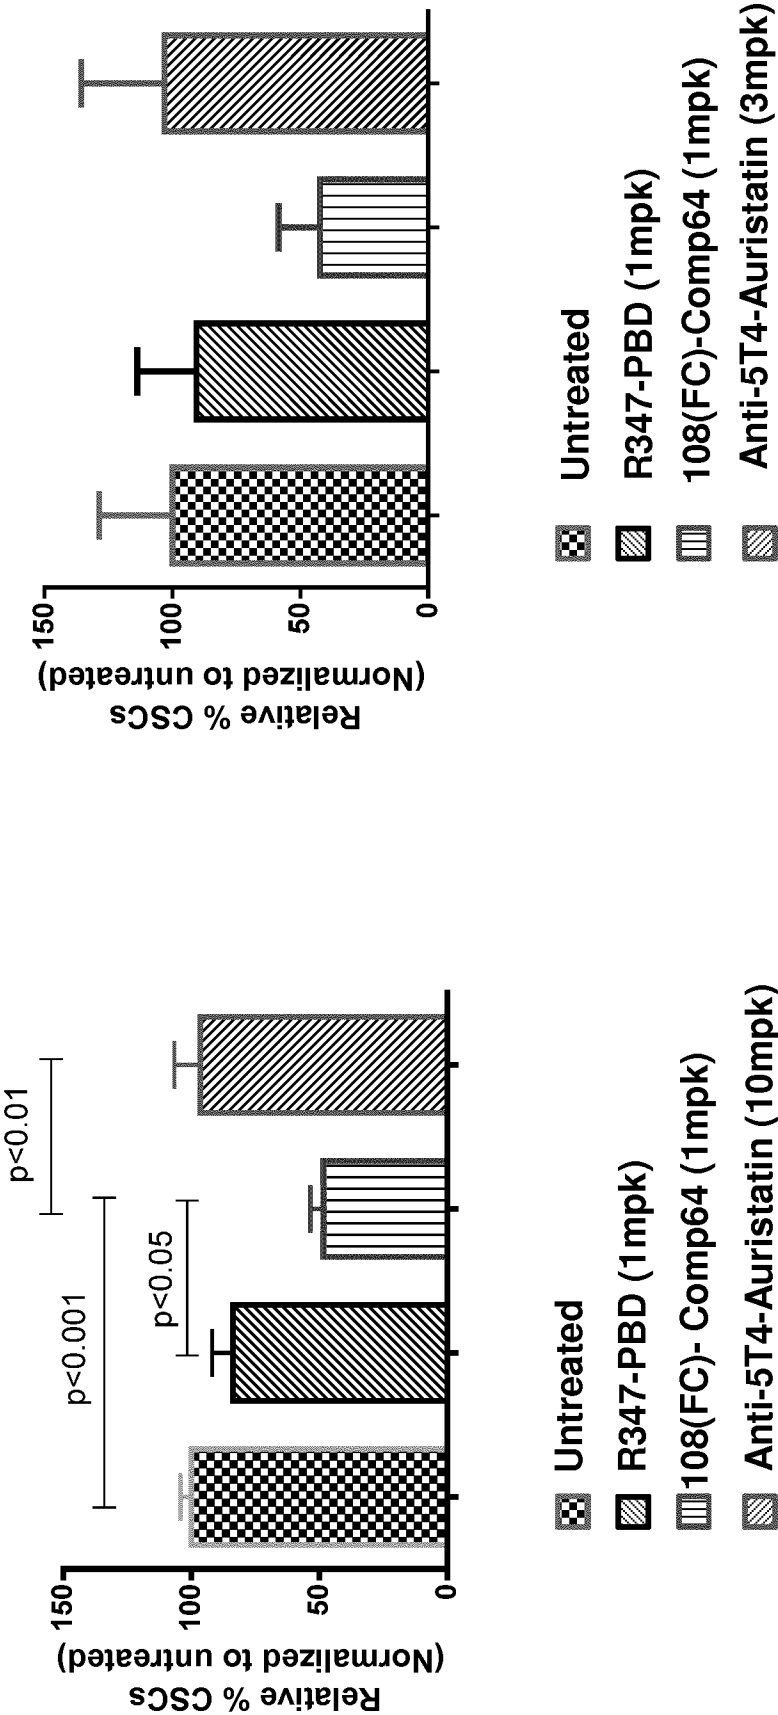 Relative % CSCs
(Normalized to untreated)
150
100
50
0
p<0.001
p<0.05
p<0.01
Untreated
R347-PBD (1mpk)
108(FC)- Comp64 (1mpk)
Anti-5T4-Auristatin (10mpk)
Relative % CSCs
(Normalized to untreated)
150
100
50
0
Untreated
R347-PBD (1mpk)
108(FC)-Comp64 (1mpk)
Anti-5T4-Auristatin (3mpk)